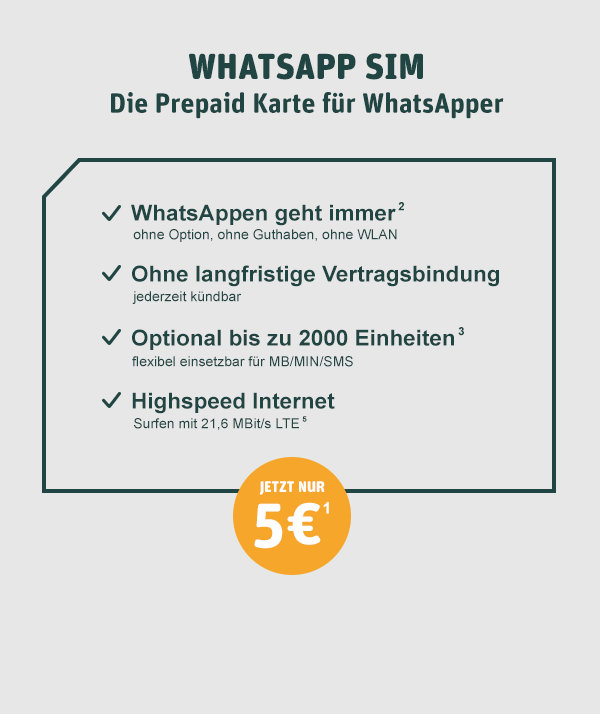 WHATSAPP SIM
Die Prepaid Karte für WhatsApper
WhatsAppen geht immer²
ohne Option, ohne Guthaben, ohne WLAN
Ohne langfristige Vertragsbindung
jederzeit kündbar
Optional bis zu 2000 Einheiten³
flexibel einsetzbar für MB/MIN/SMS
Highspeed Internet
Surfen mit 21,6 MBit/s LTE⁵
JETZT NUR
5€¹